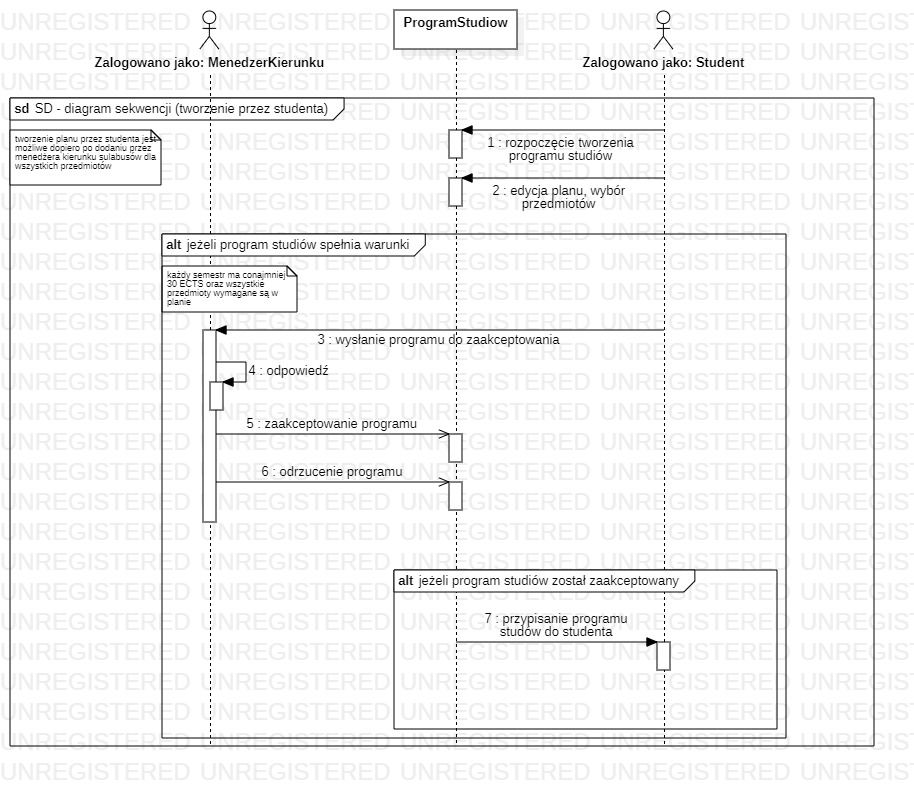 ProgramStudiow
Zalogowano jako: MenedzerKierunku
Zalogowano jako: Student
sd SD - diagram sekwencji (tworzenie przez studenta)
tworzenie planu przez studenta jest
możliwe dopiero po dodaniu przez
menedżera kierunku sulabusów dla
wszystkich przedmiotów
1 : rozpoczęcie tworzenia
programu studiów
2 : edycja planu, wybór
przedmiotów
alt jeżeli program studiów spełnia warunki
każdy semestr ma conajmniej
30 ECTS oraz wszystkie
przedmioty wymagane są w
planie
3 : wysłanie programu do zaakceptowania
4 : odpowiedź
5 : zaakceptowanie programu
6 : odrzucenie programu
alt jeżeli program studiów został zaakceptowany
7 : przypisanie programu
studów do studenta
UNREGISTERED